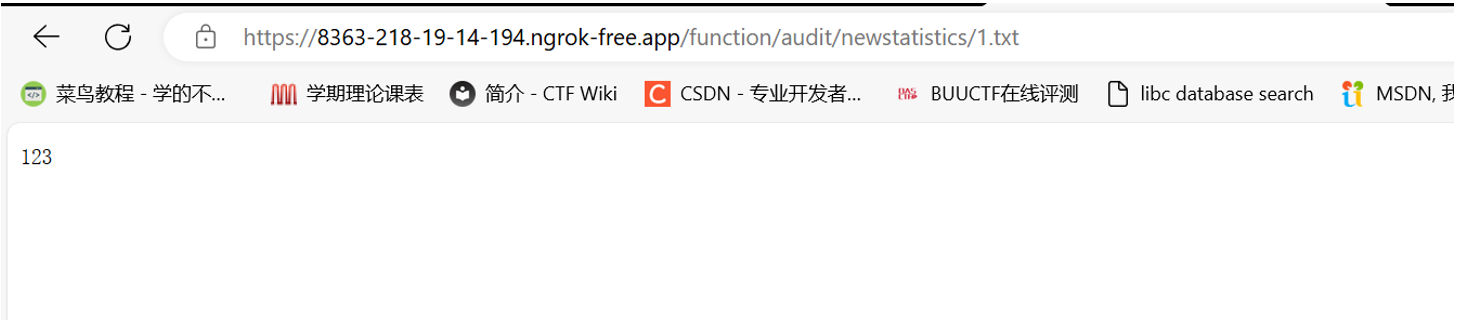 https://8363-218-19-14-194.ngrok-free.app/function/audit/newstatistics/1.txt
菜鸟教程 - 学的不... 学期理论课表 简介 - CTF Wiki CSDN - 专业开发者... BUUCTF在线评测 libc database search MSDN, 我
123